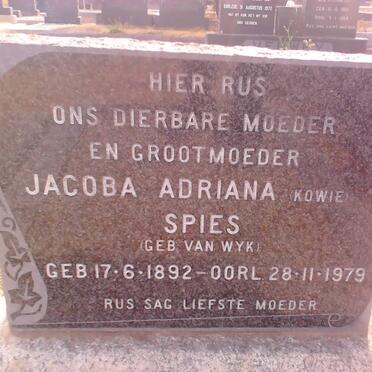 HIER RUS
ONS DIERBARE MOEDER
EN GROOTMOEDER
JACOBA ADRIANA (KOWIE)
SPIES
(GEB VAN WYK)
GEB 17-6-1892 - OORL 28-11-1979
RUS SAG LIEFSTE MOEDER